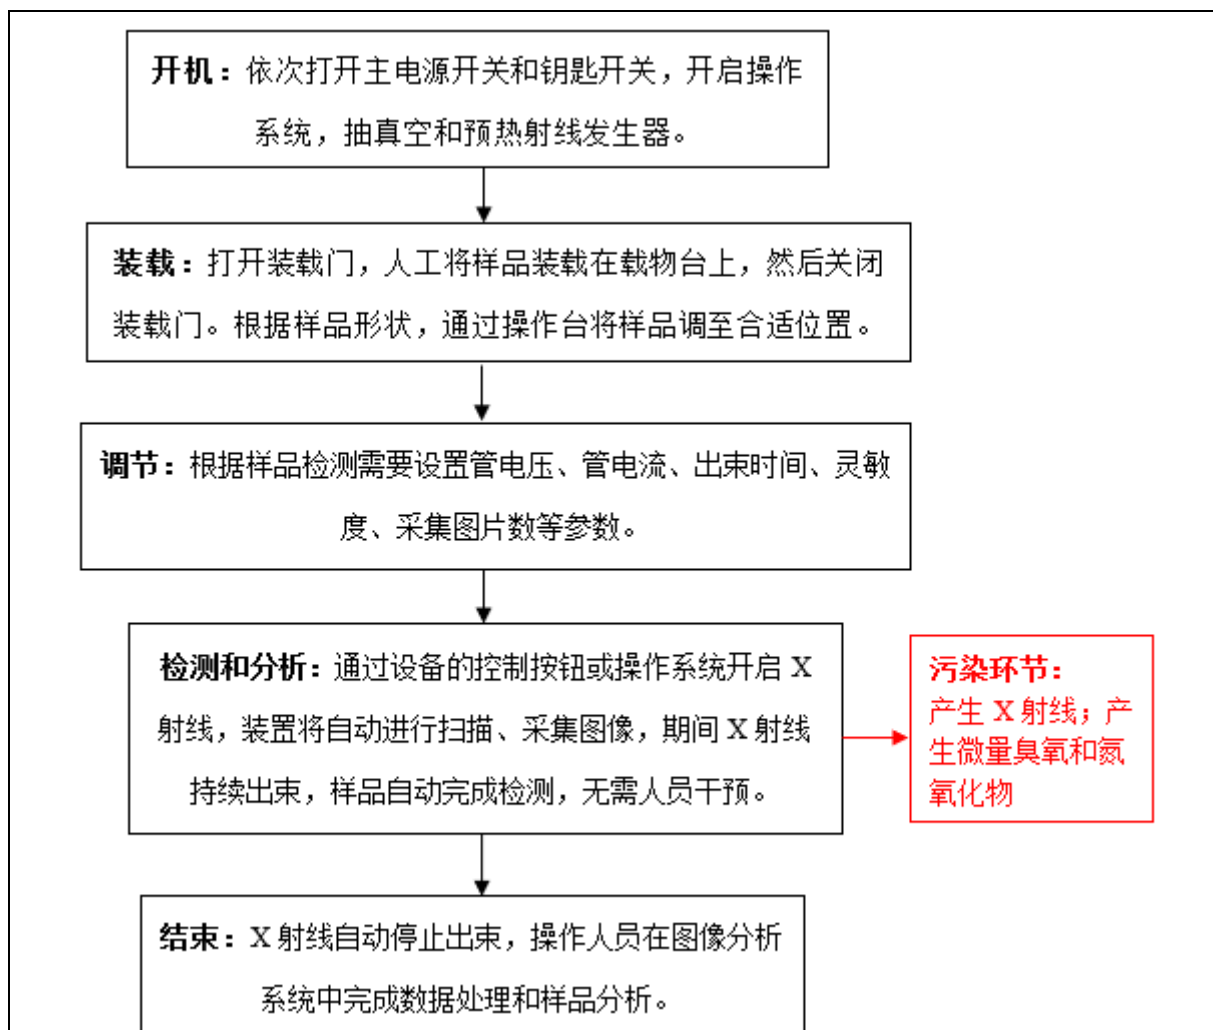 开机：依次打开主电源开关和钥匙开关，开启操作
系统，抽真空和预热射线发生器。
装载：打开装载门，人工将样品装载在载物台上，然后关闭
装载门。根据样品形状，通过操作台将样品调至合适位置。
调节：根据样品检测需要设置管电压、管电流、出束时间、灵敏
度、采集图片数等参数。
检测和分析：通过设备的控制按钮或操作系统开启 X
射线，装置将自动进行扫描、采集图像，期间 X 射线
持续出束，样品自动完成检测，无需人员干预。
污染环节：
产生 X 射线；产
生微量臭氧和氮
氧化物
结束：X 射线自动停止出束，操作人员在图像分析
系统中完成数据处理和样品分析。